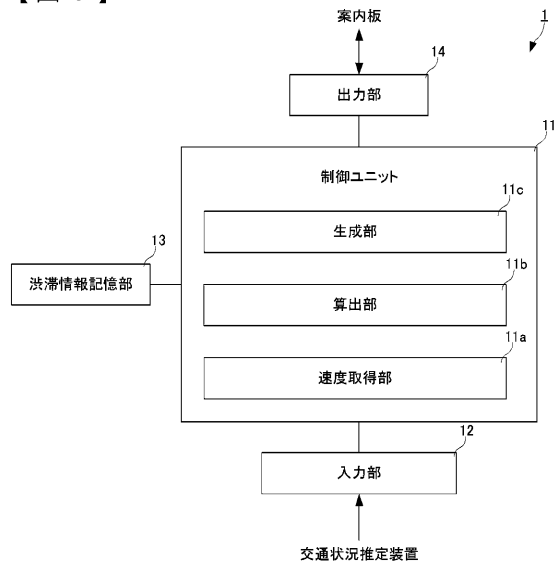 案内板
1
14
出力部
11
制御ユニット
11c
生成部
13
渋滞情報記憶部
11b
算出部
11a
速度取得部
12
入力部
交通状況推定装置